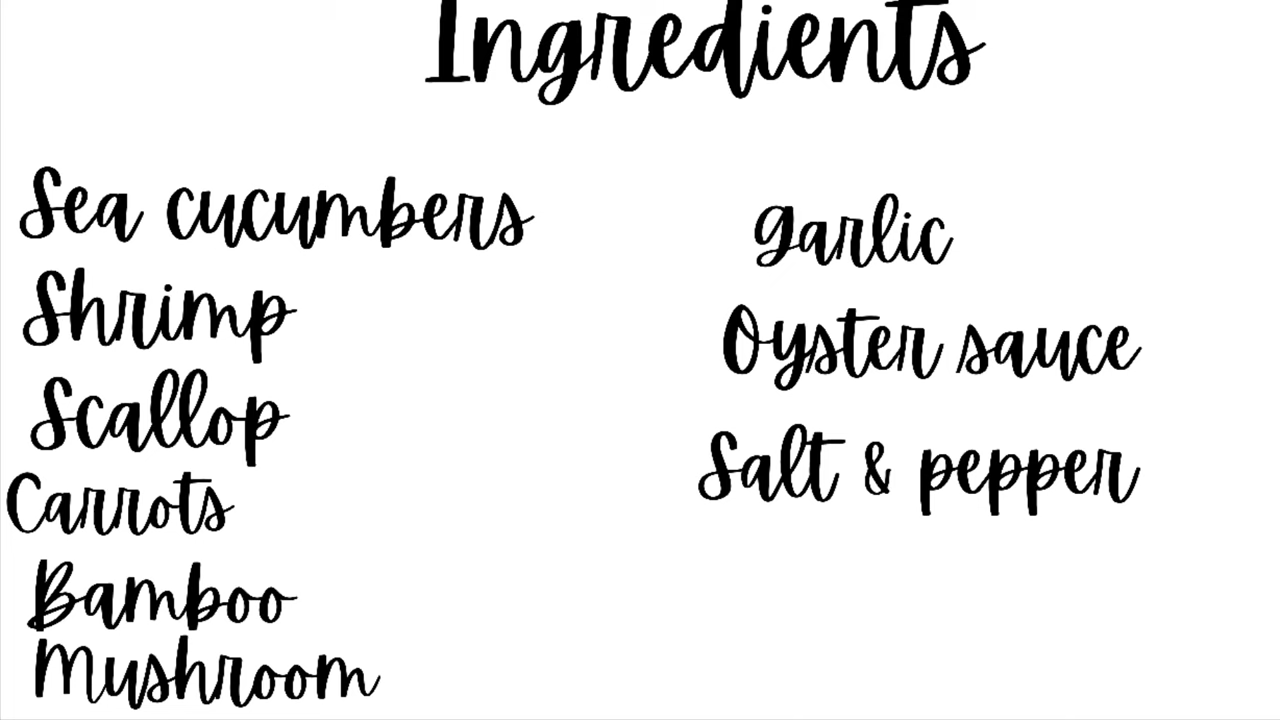 Ingredients
Sea cucumbers
Shrimp
Scallop
Carrots
Bamboo
Mushroom
Garlic
Oyster sauce
Salt & pepper